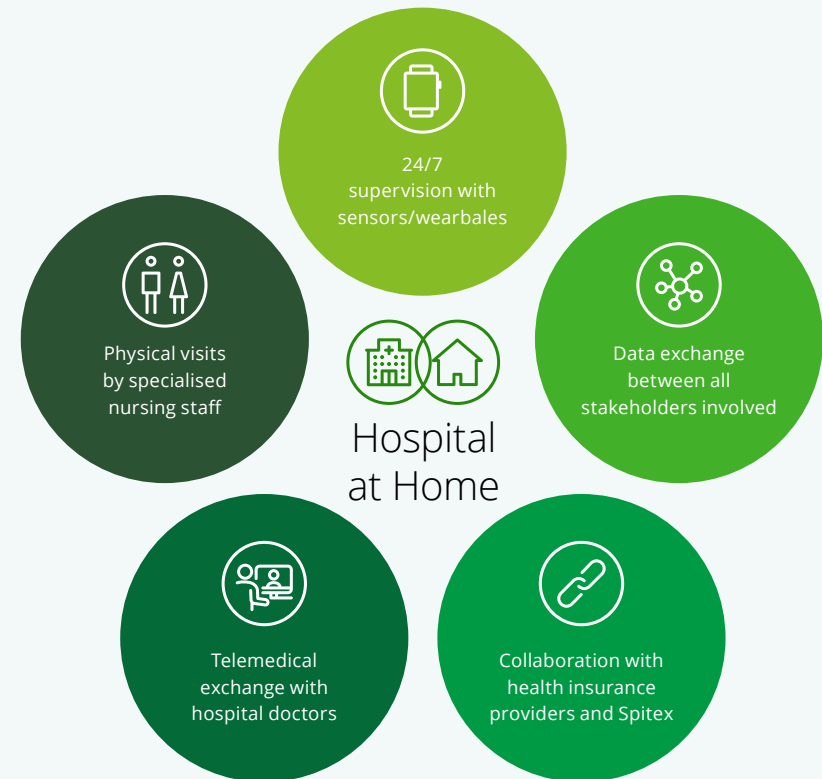 24/7
supervision with
sensors/wearbales
Physical visits
by specialised
nursing staff
Data exchange
between all
stakeholders involved
Hospital
at Home
Telemedical
exchange with
hospital doctors
Collaboration with
health insurance
providers and Spitex